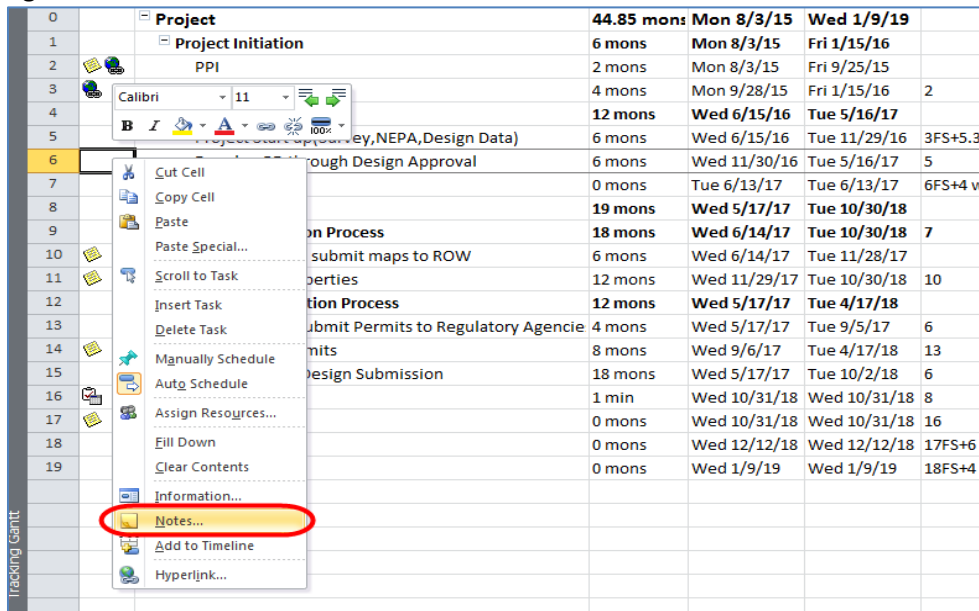 0 Project 44.85 mons Mon 8/3/15 Wed 1/9/19
1 Project Initiation 6 mons Mon 8/3/15 Fri 1/15/16
2 PPI 2 mons Mon 8/3/15 Fri 9/25/15
3 4 mons Mon 9/28/15 Fri 1/15/16 2
4 12 mons Wed 6/15/16 Tue 5/16/17
5 (Survey,NEPA,Design Data) 6 mons Wed 6/15/16 Tue 11/29/16 3FS+5.3
6 through Design Approval 6 mons Wed 11/30/16 Tue 5/16/17 5
7 0 mons Tue 6/13/17 Tue 6/13/17 6FS+4 w
8 19 mons Wed 5/17/17 Tue 10/30/18
9 on Process 18 mons Wed 6/14/17 Tue 10/30/18 7
10 submit maps to ROW 6 mons Wed 6/14/17 Tue 11/28/17
11 perties 12 mons Wed 11/29/17 Tue 10/30/18 10
12 tion Process 12 mons Wed 5/17/17 Tue 4/17/18
13 ubmit Permits to Regulatory Agencie 4 mons Wed 5/17/17 Tue 9/5/17 6
14 mits 8 mons Wed 9/6/17 Tue 4/17/18 13
15 Design Submission 18 mons Wed 5/17/17 Tue 10/2/18 6
16 1 min Wed 10/31/18 Wed 10/31/18 8
17 0 mons Wed 10/31/18 Wed 10/31/18 16
18 0 mons Wed 12/12/18 Wed 12/12/18 17FS+6
19 0 mons Wed 1/9/19 Wed 1/9/19 18FS+4
Calibri 11
B I A 100%
Cut Cell
Copy Cell
Paste
Paste Special...
Scroll to Task
Insert Task
Delete Task
Manually Schedule
Auto Schedule
Assign Resources...
Fill Down
Clear Contents
Information...
Notes...
Add to Timeline
Hyperlink...
Tracking Gantt